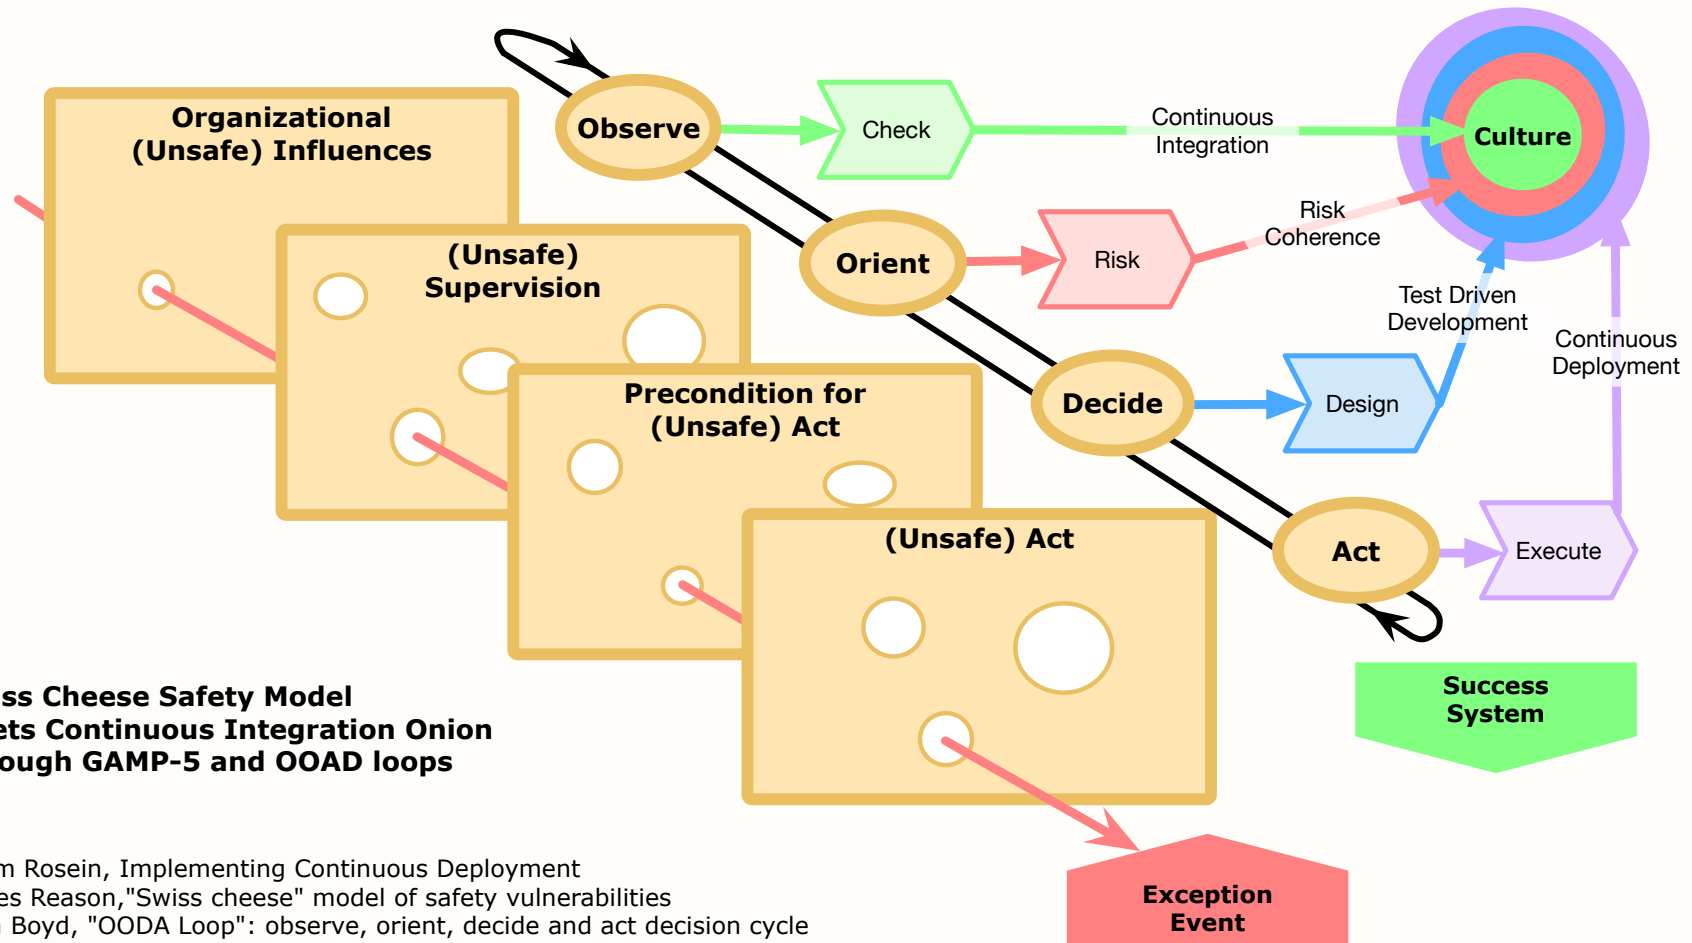 Organizational
(Unsafe) Influences
(Unsafe)
Supervision
Precondition for
(Unsafe) Act
(Unsafe) Act
Observe
Orient
Decide
Act
Check
Risk
Design
Execute
Continuous
Integration
Risk
Coherence
Test Driven
Development
Continuous
Deployment
Culture
Success
System
Exception
Event
ss Cheese Safety Model
ets Continuous Integration Onion
ough GAMP-5 and OOAD loops
m Rosein, Implementing Continuous Deployment
es Reason,"Swiss cheese" model of safety vulnerabilities
Boyd, "OODA Loop": observe, orient, decide and act decision cycle